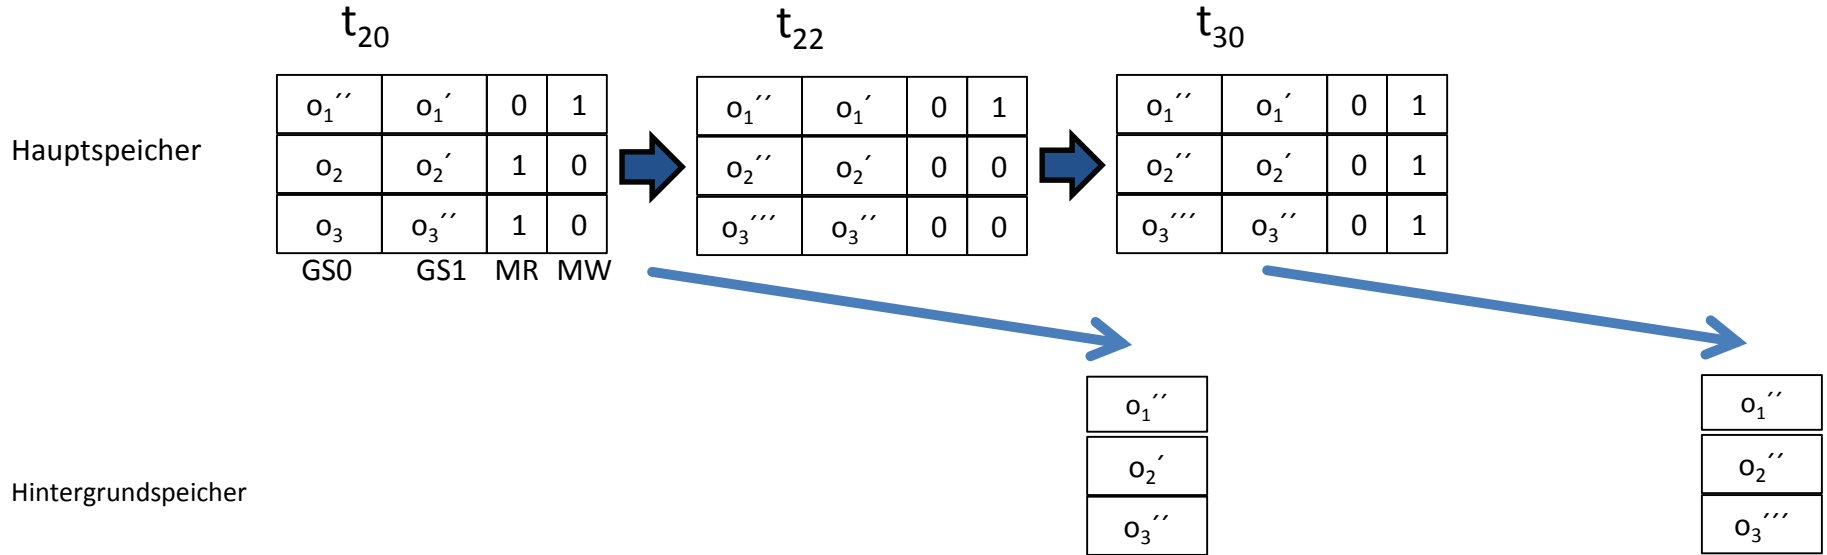 t₂₀ t₂₂ t₃₀
Hauptspeicher
o₁´´ o₁´ 0 1 o₁´´ o₁´ 0 1 o₁´´ o₁´ 0 1
o₂ o₂´ 1 0 o₂´´ o₂´ 0 0 o₂´´ o₂´ 0 1
o₃ o₃´´ 1 0 o₃´´´ o₃´´ 0 0 o₃´´´ o₃´´ 0 1
GS0 GS1 MR MW
o₁´´ o₁´´
Hintergrundspeicher
o₂´ o₂´´
o₃´´ o₃´´´